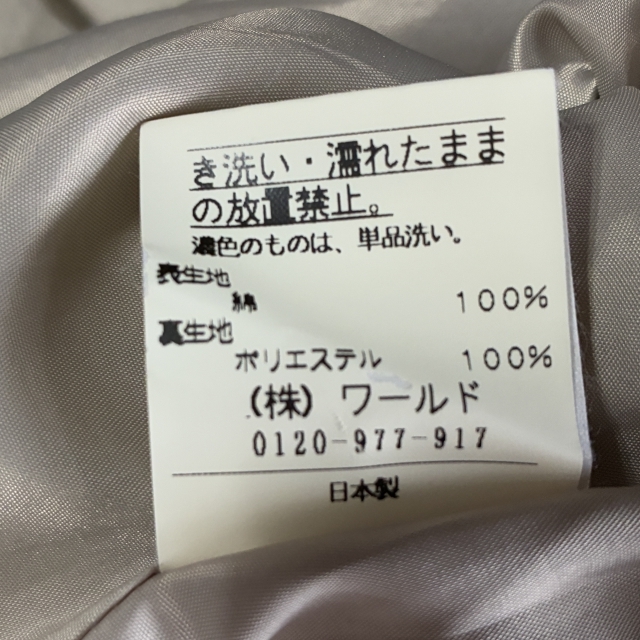 き洗い・濡れたまま
の放置禁止。
濃色のものは、単品洗い。
表生地
綿 100%
裏生地
ポリエステル 100%
(株) ワールド
0120-977-917
日本製